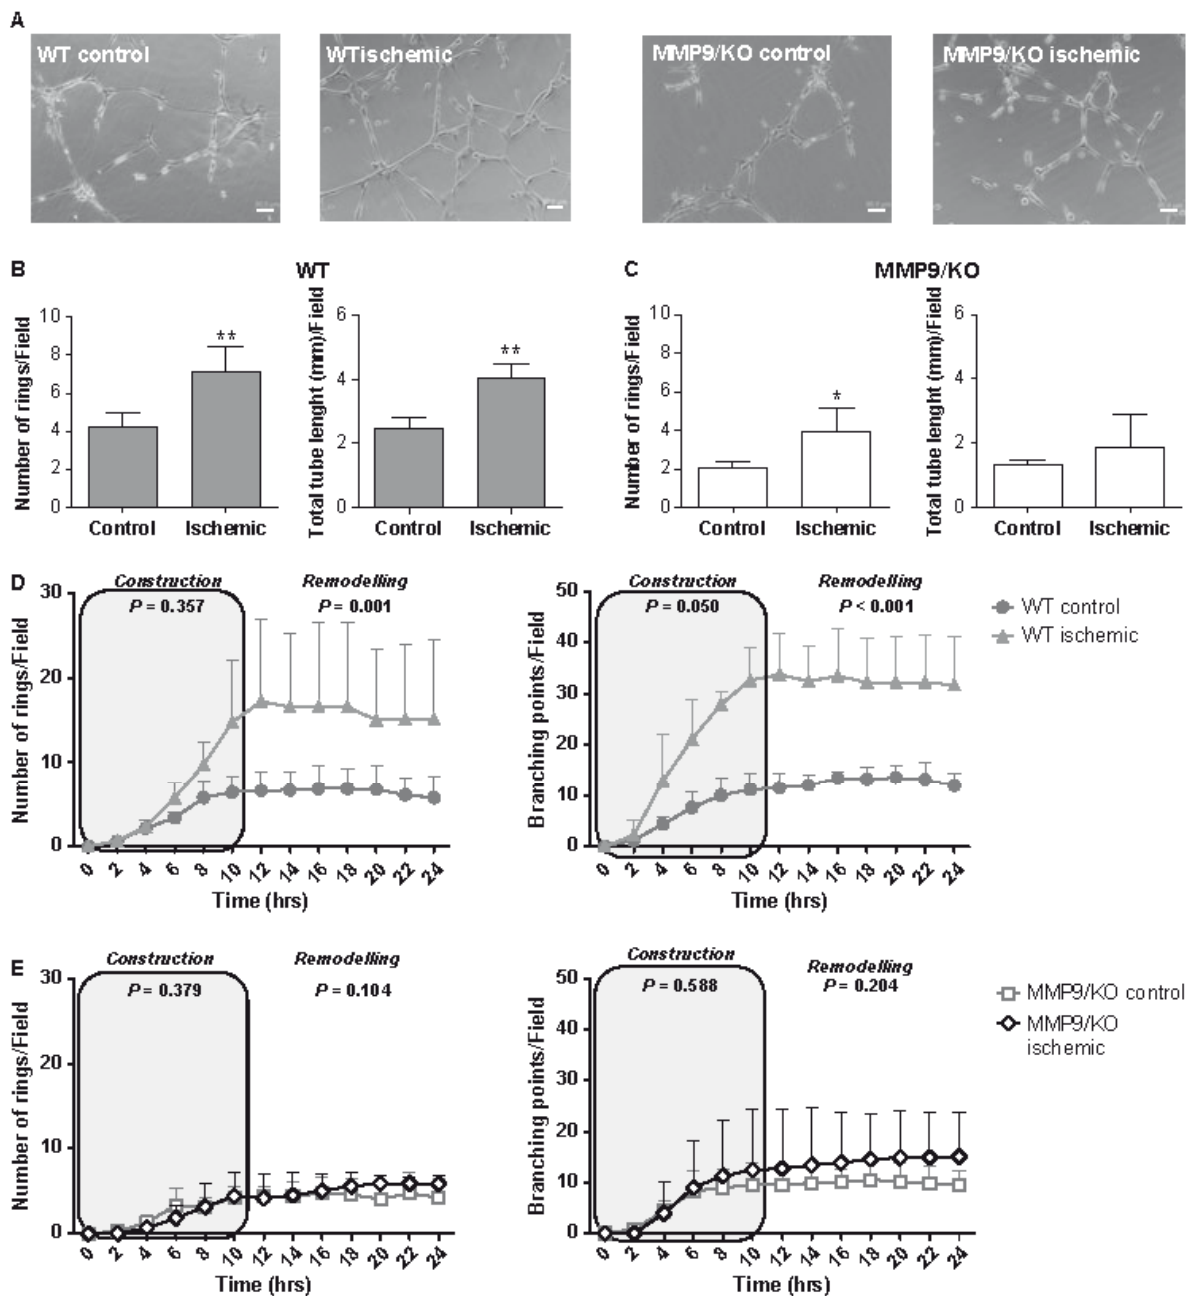 A
WT control
WTischemic
MMP9/KO control
MMP9/KO ischemic
B
WT
C
MMP9/KO
Number of rings/Field
10
8
6
4
2
0
**
Control
Ischemic
Total tube lenght (mm)/Field
6
4
2
0
**
Control
Ischemic
Number of rings/Field
10
8
6
4
2
0
*
Control
Ischemic
Total tube lenght (mm)/Field
6
4
2
0
Control
Ischemic
D
Construction
P = 0.357
Remodelling
P = 0.001
Number of rings/Field
30
20
10
0
0 2 4 6 8 10 12 14 16 18 20 22 24
Time (hrs)
Construction
P = 0.050
Remodelling
P < 0.001
Branching points/Field
50
40
30
20
10
0
0 2 4 6 8 10 12 14 16 18 20 22 24
Time (hrs)
WT control
WT ischemic
E
Construction
P = 0.379
Remodelling
P = 0.104
Number of rings/Field
30
20
10
0
0 2 4 6 8 10 12 14 16 18 20 22 24
Time (hrs)
Construction
P = 0.588
Remodelling
P = 0.204
Branching points/Field
50
40
30
20
10
0
0 2 4 6 8 10 12 14 16 18 20 22 24
Time (hrs)
MMP9/KO control
MMP9/KO
ischemic